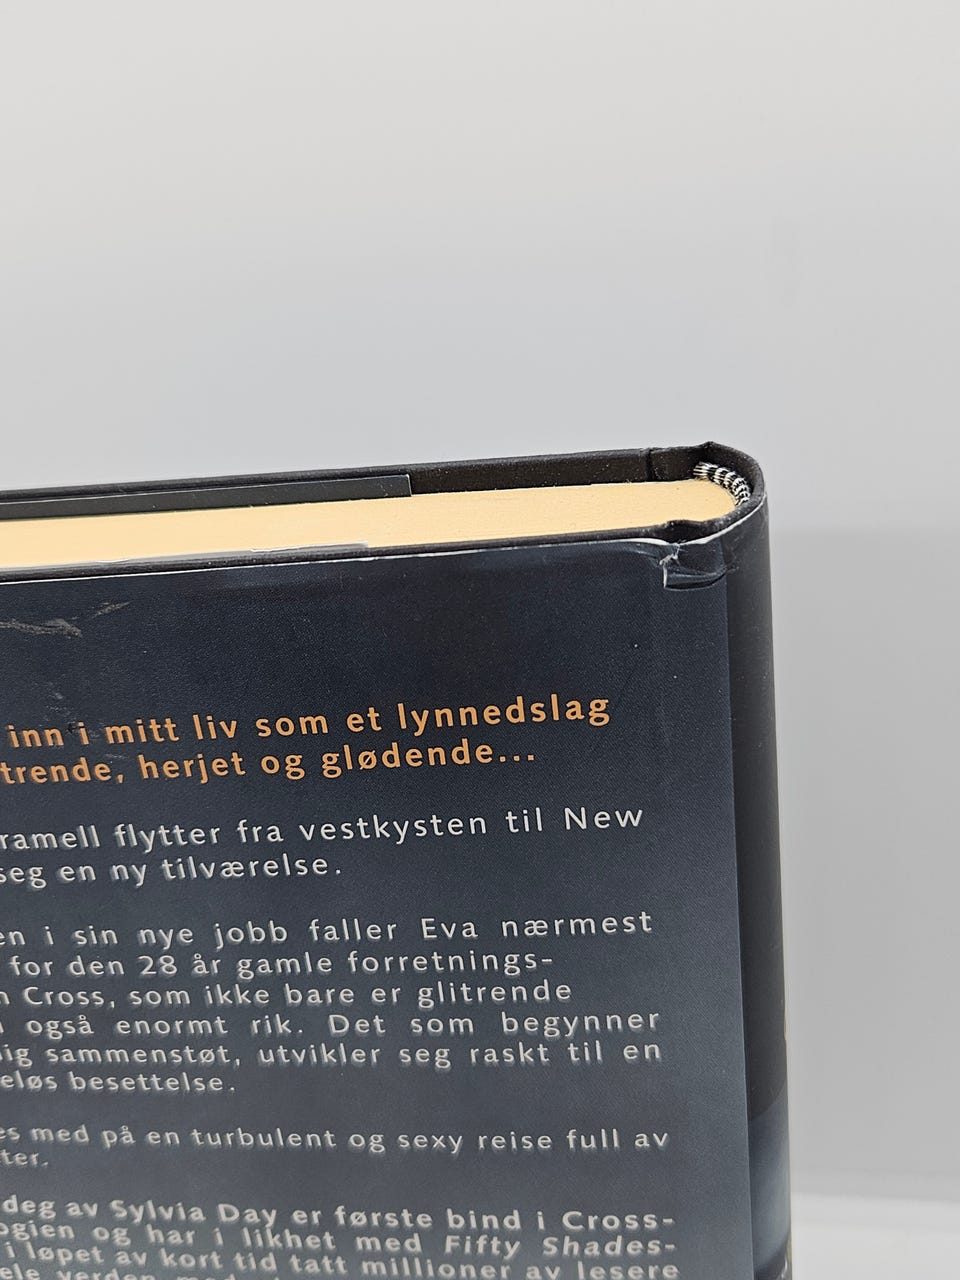 inn i mitt liv som et lynnedslag
trende, herjet og glødende...
ramell flytter fra vestkysten til New
seg en ny tilværelse.
en i sin nye jobb faller Eva nærmest
for den 28 år gamle forretnings-
n Cross, som ikke bare er glitrende
også enormt rik. Det som begynner
ig sammenstøt, utvikler seg raskt til en
eløs besettelse.
es med på en turbulent og sexy reise full av
ter.
deg av Sylvia Day er første bind i Cross-
ogien og har i likhet med Fifty Shades-
i løpet av kort tid tatt millioner av lesere